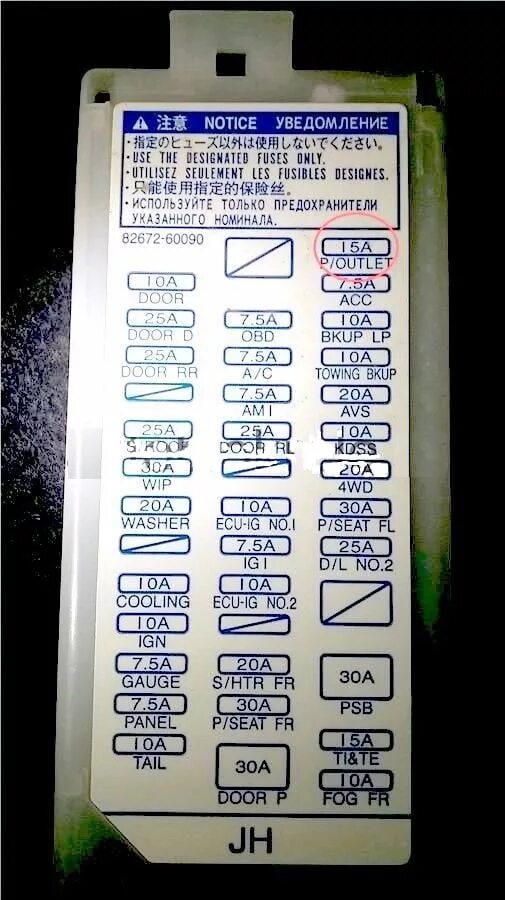 ⚠ 注意 NOTICE УВЕДОМЛЕНИЕ
・指定のヒューズ以外は使用しないでください。
・USE THE DESIGNATED FUSES ONLY.
・UTILISEZ SEULEMENT LES FUSIBLES DESIGNES.
・只能使用指定的保险丝。
・ИСПОЛЬЗУЙТЕ ТОЛЬКО ПРЕДОХРАНИТЕЛИ
УКАЗАННОГО НОМИНАЛА.
82672-60090
10A
DOOR
25A
DOOR D
25A
DOOR RR
25A
S/ROOF
30A
WIP
20A
WASHER
10A
COOLING
10A
IGN
7.5A
GAUGE
7.5A
PANEL
10A
TAIL
7.5A
OBD
7.5A
A/C
7.5A
AMI
25A
DOOR RL
10A
ECU-IG NO.1
7.5A
IGI
10A
ECU-IG NO.2
20A
S/HTR FR
30A
P/SEAT FR
30A
DOOR P
15A
P/OUTLET
7.5A
ACC
10A
BKUP LP
10A
TOWING BKUP
20A
AVS
10A
KDSS
20A
4WD
30A
P/SEAT FL
25A
D/L NO.2
30A
PSB
15A
TI&TE
10A
FOG FR
JH